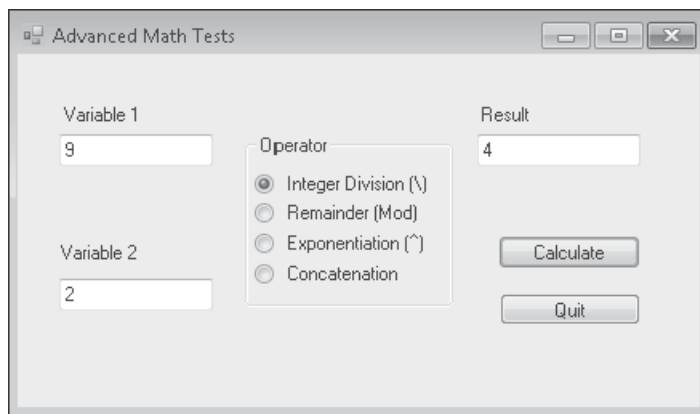 Advanced Math Tests
Variable 1
9
Variable 2
2
Operator
Integer Division (\)
Remainder (Mod)
Exponentiation (^)
Concatenation
Result
4
Calculate
Quit